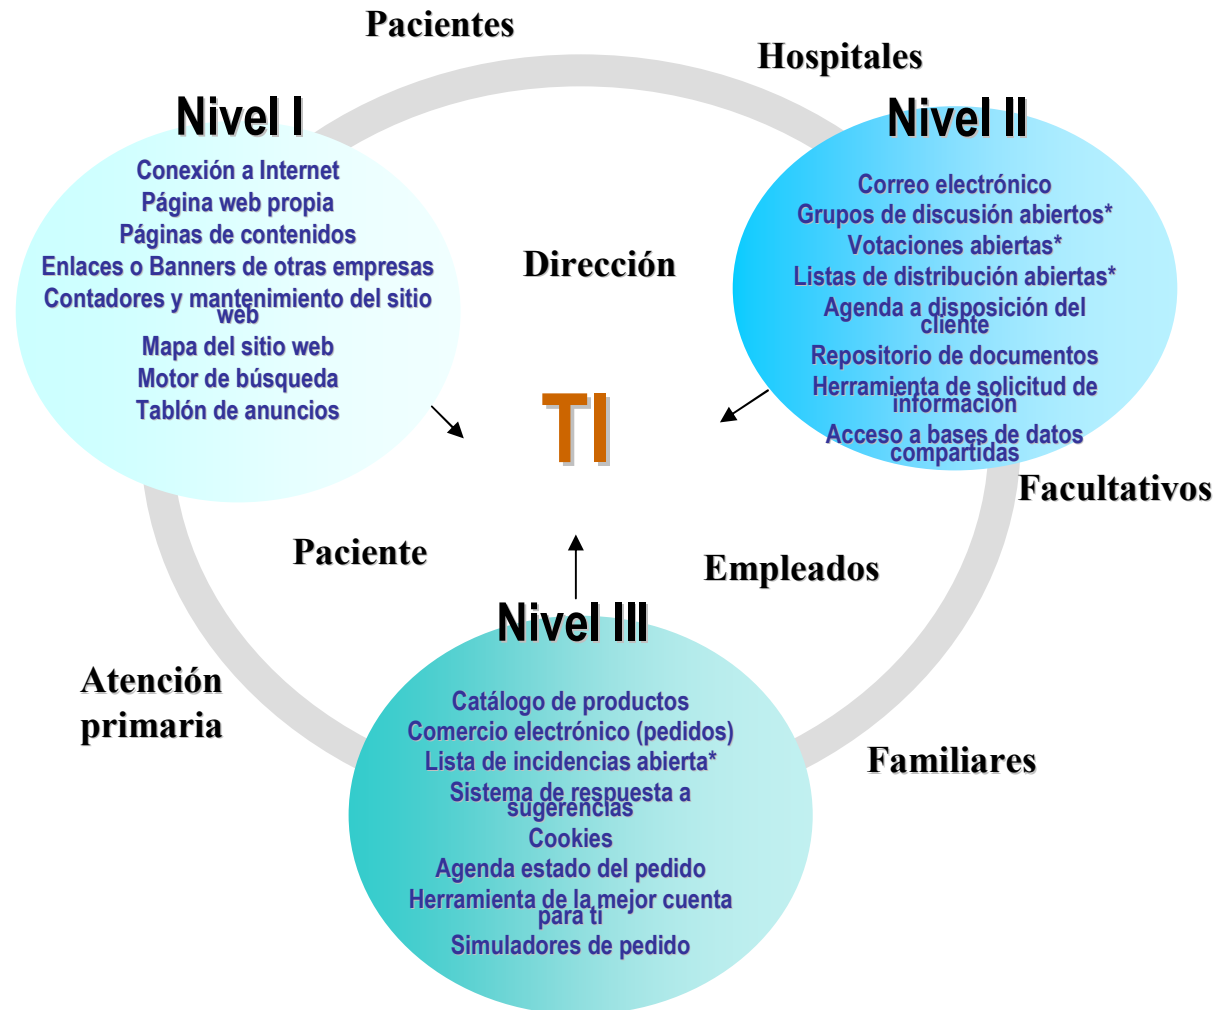 Pacientes
Hospitales
Nivel I
Conexión a Internet
Página web propia
Páginas de contenidos
Enlaces o Banners de otras empresas
Contadores y mantenimiento del sitio
web
Mapa del sitio web
Motor de búsqueda
Tablón de anuncios
Nivel II
Correo electrónico
Grupos de discusión abiertos*
Votaciones abiertas*
Listas de distribución abiertas*
Agenda a disposición del
cliente
Repositorio de documentos
Herramienta de solicitud de
información
Acceso a bases de datos
compartidas
Dirección
TI
Facultativos
Paciente
Empleados
Nivel III
Catálogo de productos
Comercio electrónico (pedidos)
Lista de incidencias abierta*
Sistema de respuesta a
sugerencias
Cookies
Agenda estado del pedido
Herramienta de la mejor cuenta
para ti
Simuladores de pedido
Atención
primaria
Familiares